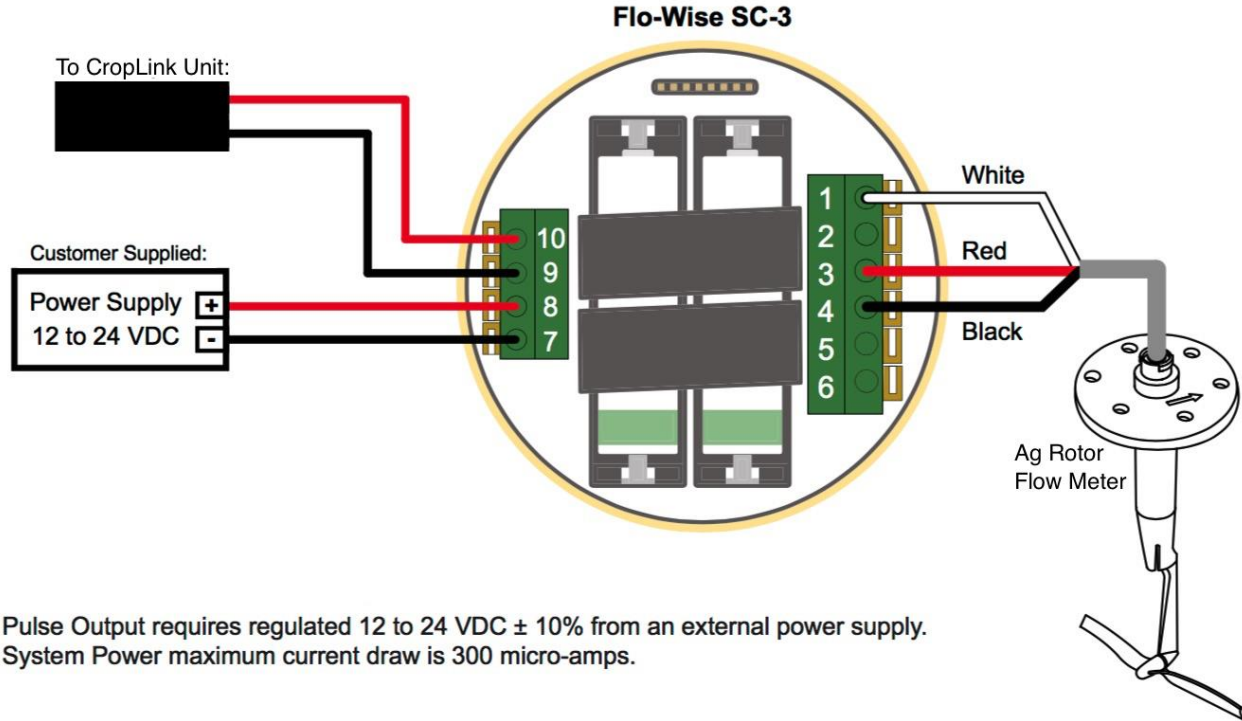 Flo-Wise SC-3
To CropLink Unit:
Customer Supplied:
Power Supply +
12 to 24 VDC -
10
9
8
7
1
2
3
4
5
6
White
Red
Black
Ag Rotor
Flow Meter
Pulse Output requires regulated 12 to 24 VDC ± 10% from an external power supply.
System Power maximum current draw is 300 micro-amps.